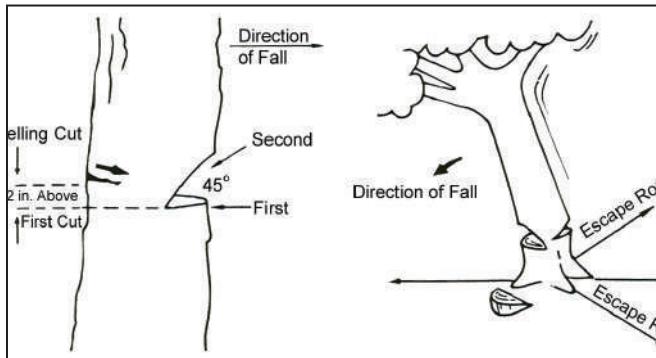 Direction
of Fall
elling Cut
Second
45°
2 in. Above
First
First Cut
Direction of Fall
Escape Ro
Escape R